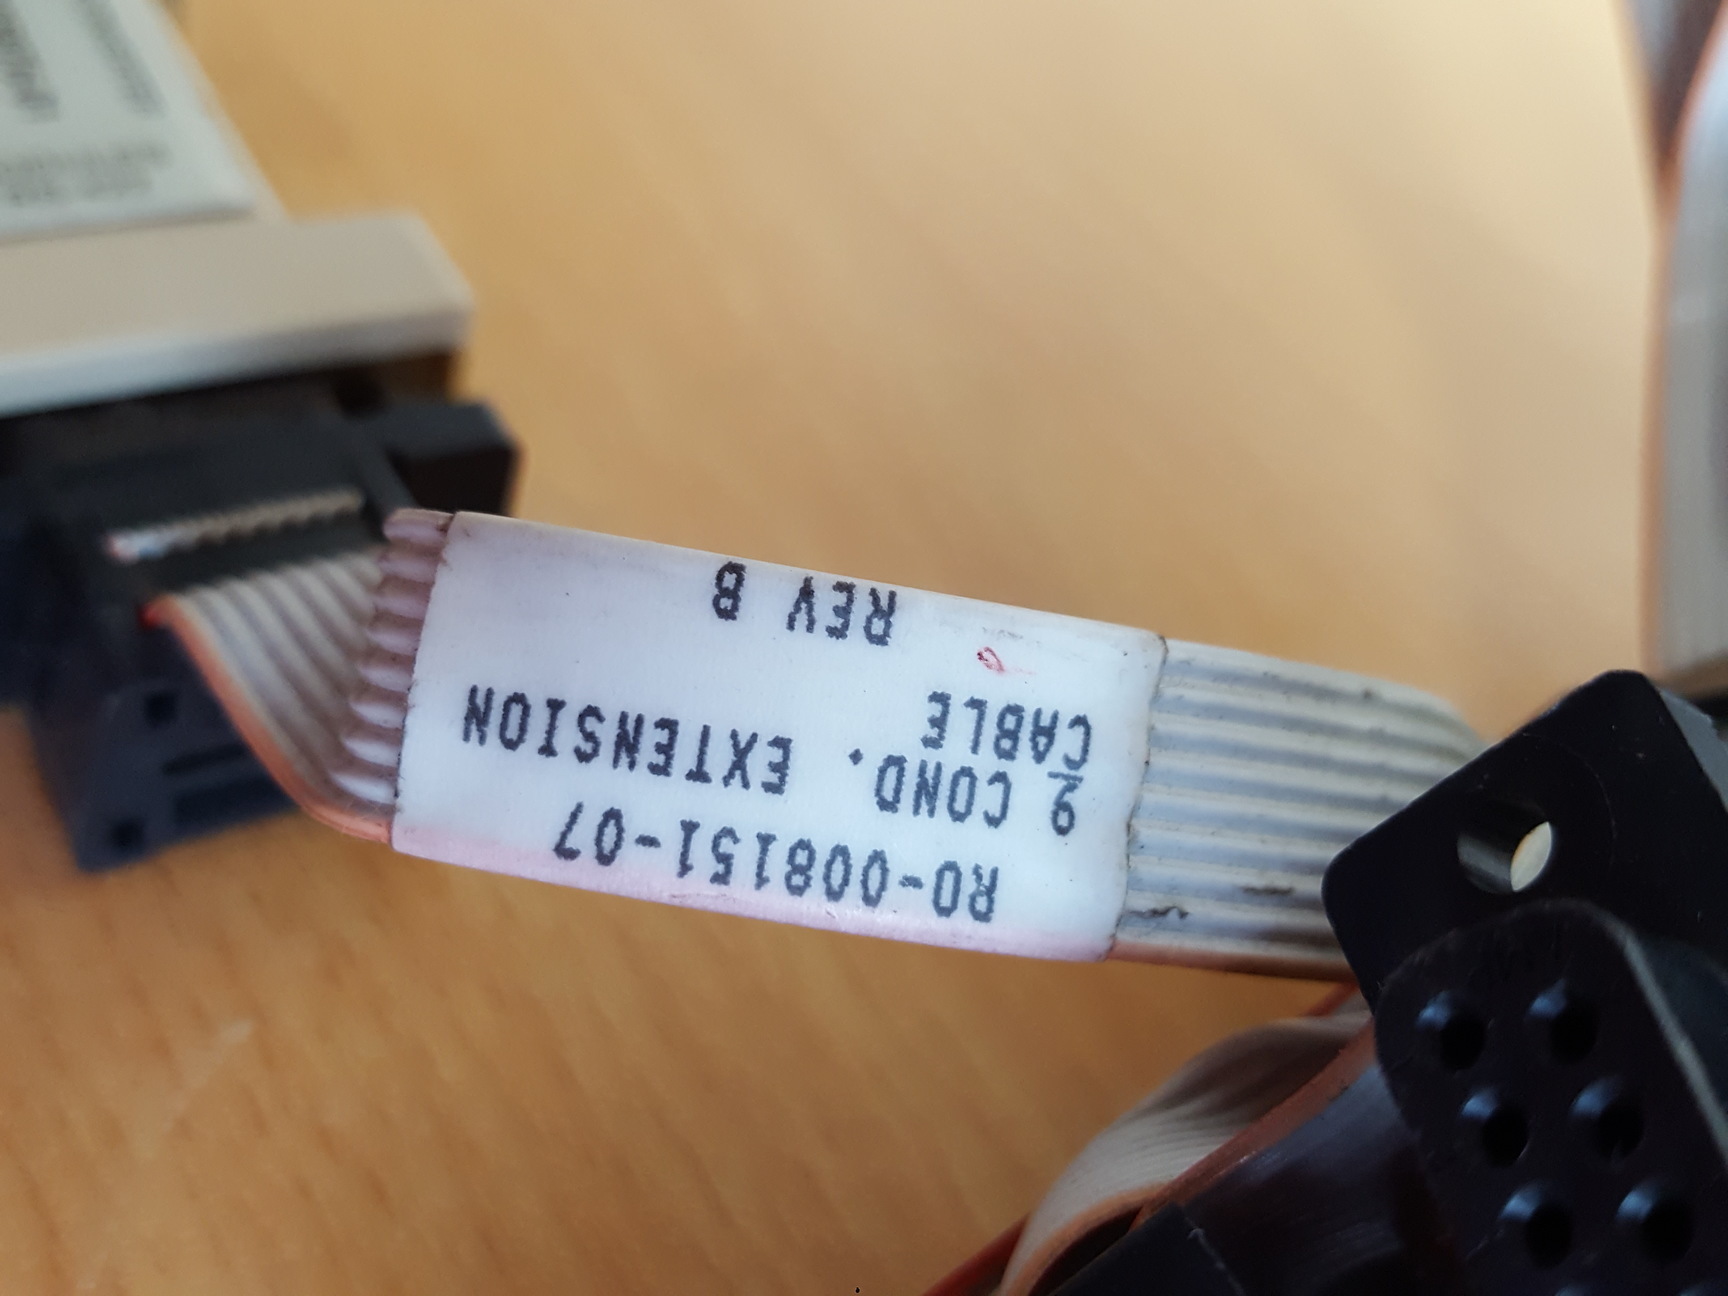 RO-008151-07
9 COND. EXTENSION
CABLE
REV B